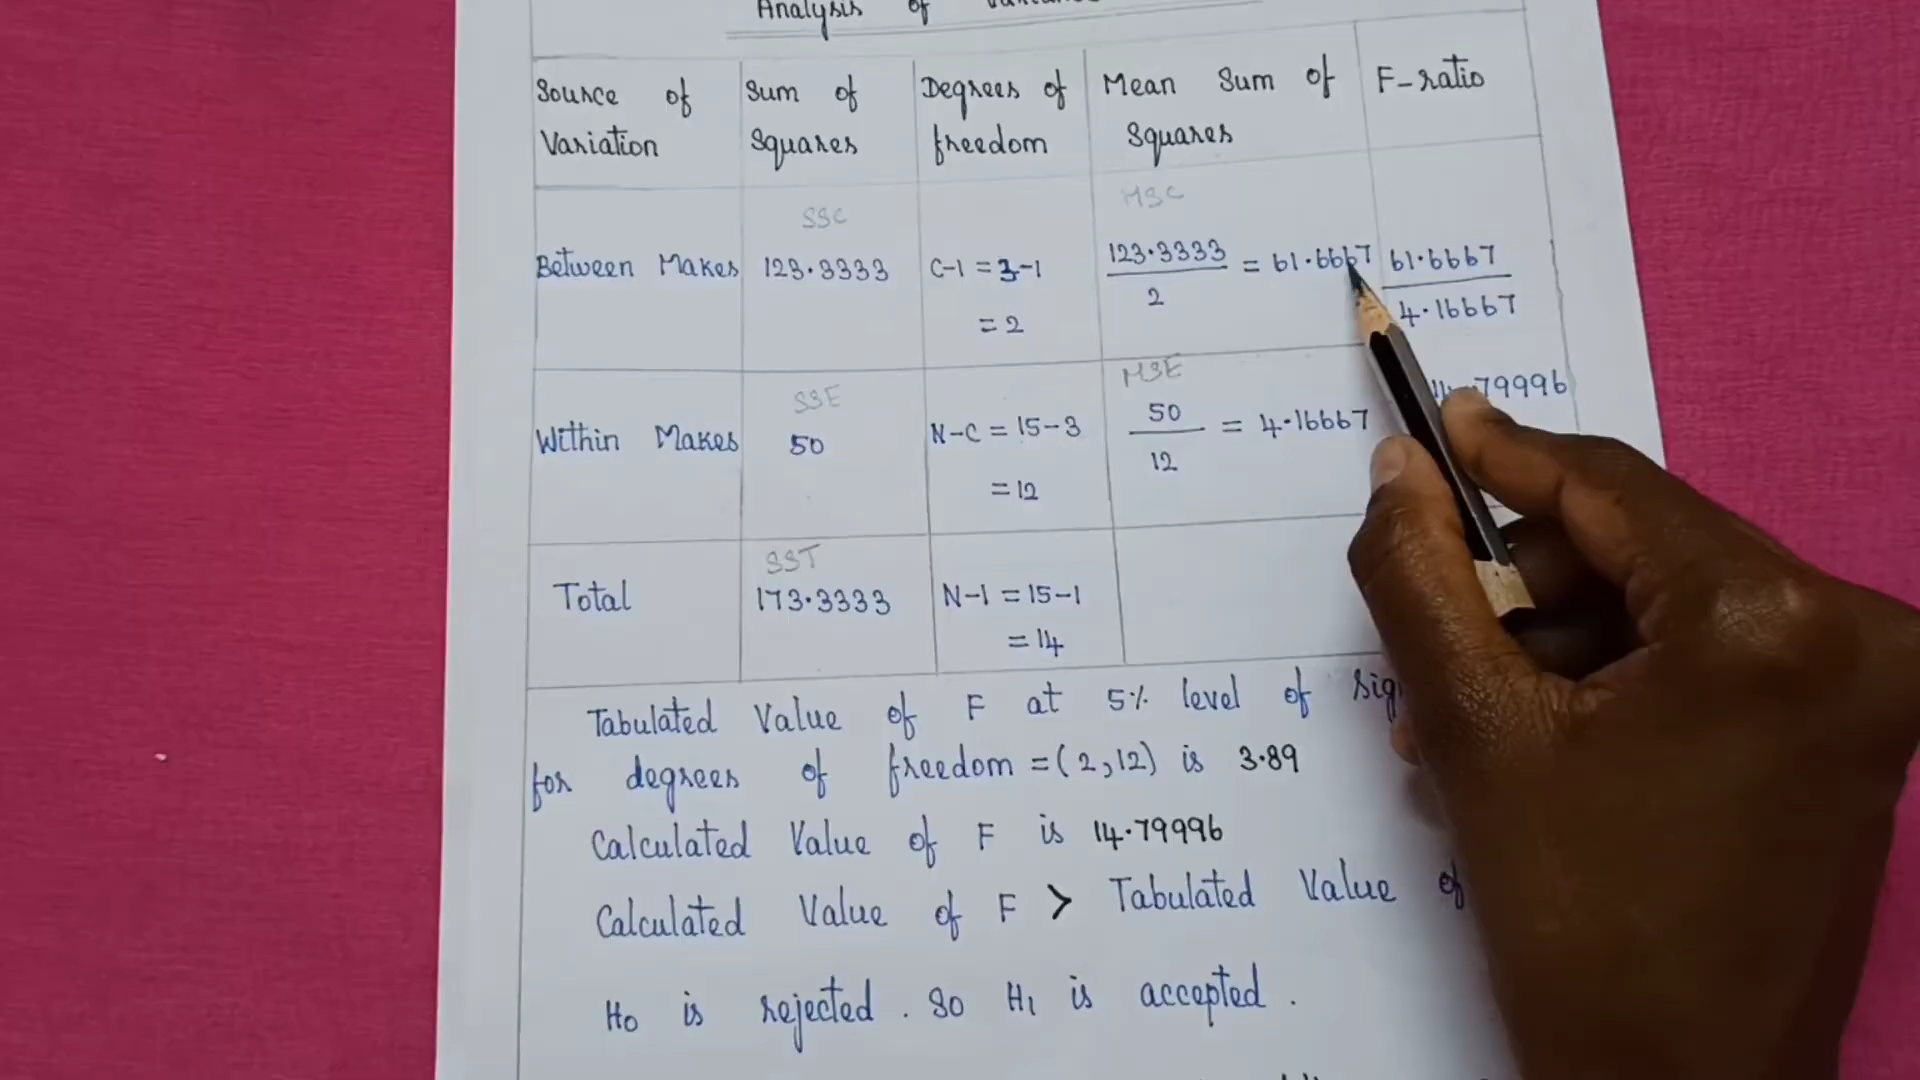 Analysis of
Source of Variation
Sum of Squares
Degrees of freedom
Mean Sum of Squares
F-ratio
Between Makes
SSC
123.3333
C-1 = 3-1
= 2
MSC
123.3333
2
= 61.6667
61.6667
4.16667
79996
Within Makes
SSE
50
N-C = 15-3
= 12
MSE
50
12
= 4.16667
Total
SST
173.3333
N-1 = 15-1
= 14
Tabulated Value of F at 5% level of
for degrees of freedom = (2,12) is 3.89
Calculated Value of F is 14.79996
Calculated Value of F > Tabulated Value of
H0 is rejected. So H1 is accepted.